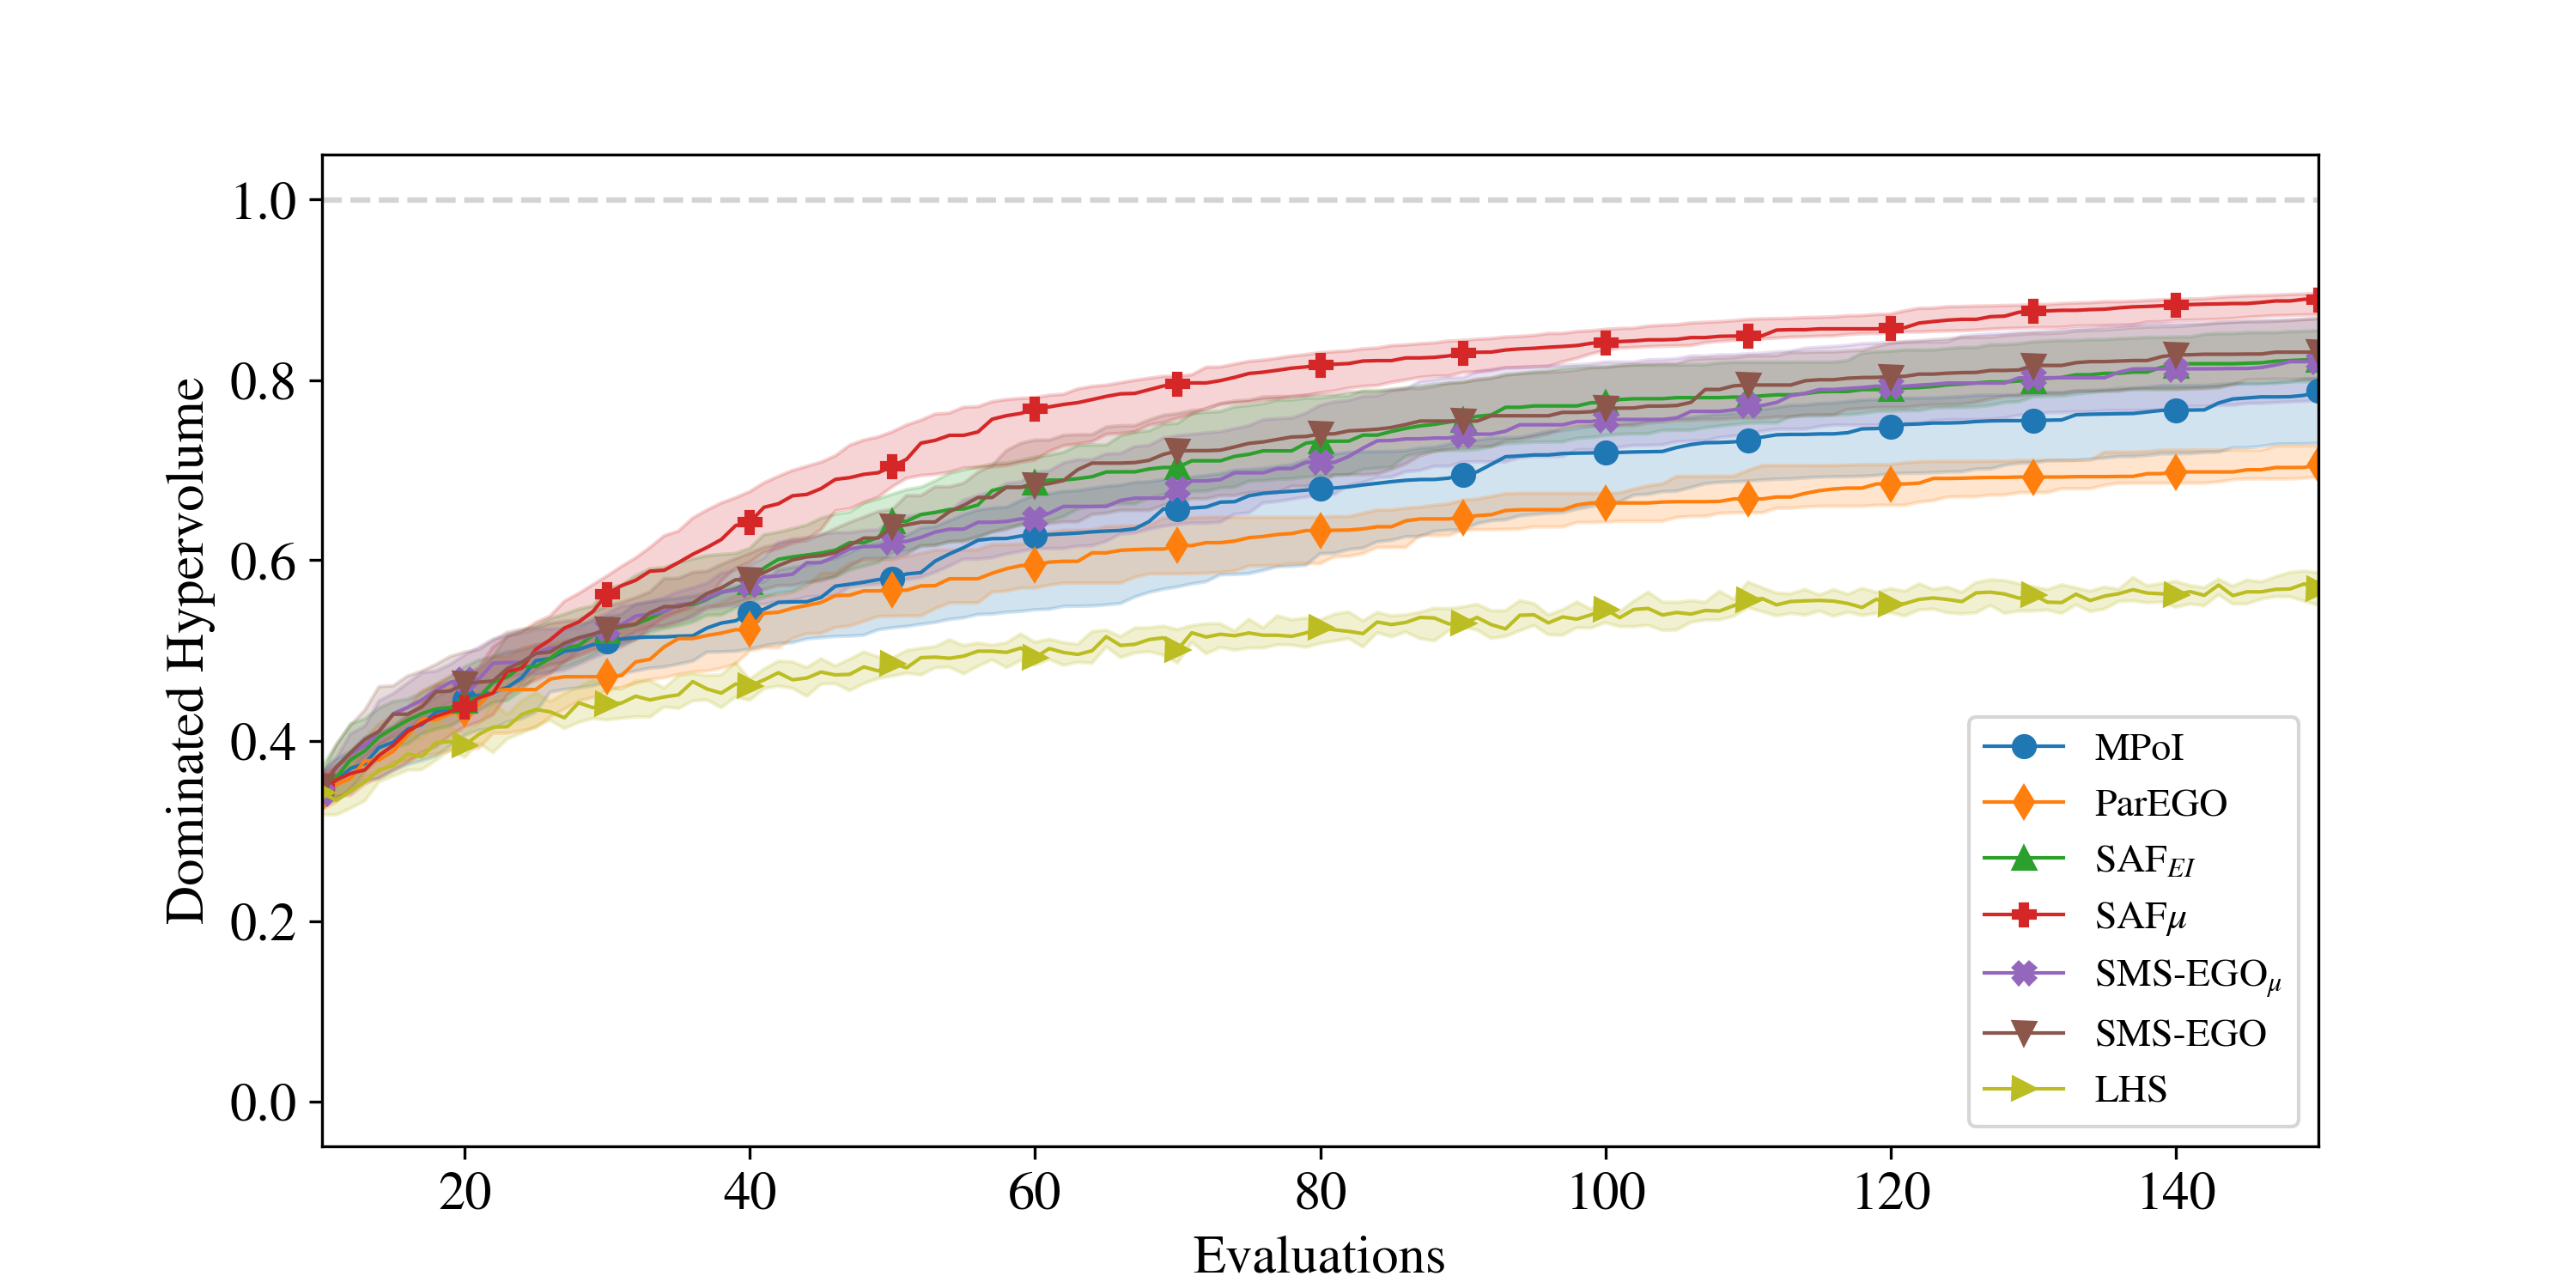 1.0
0.8
0.6
0.4
0.2
0.0
Dominated Hypervolume
20 40 60 80 100 120 140
Evaluations
MPoI
ParEGO
SAF_EI
SAFμ
SMS-EGO_μ
SMS-EGO
LHS